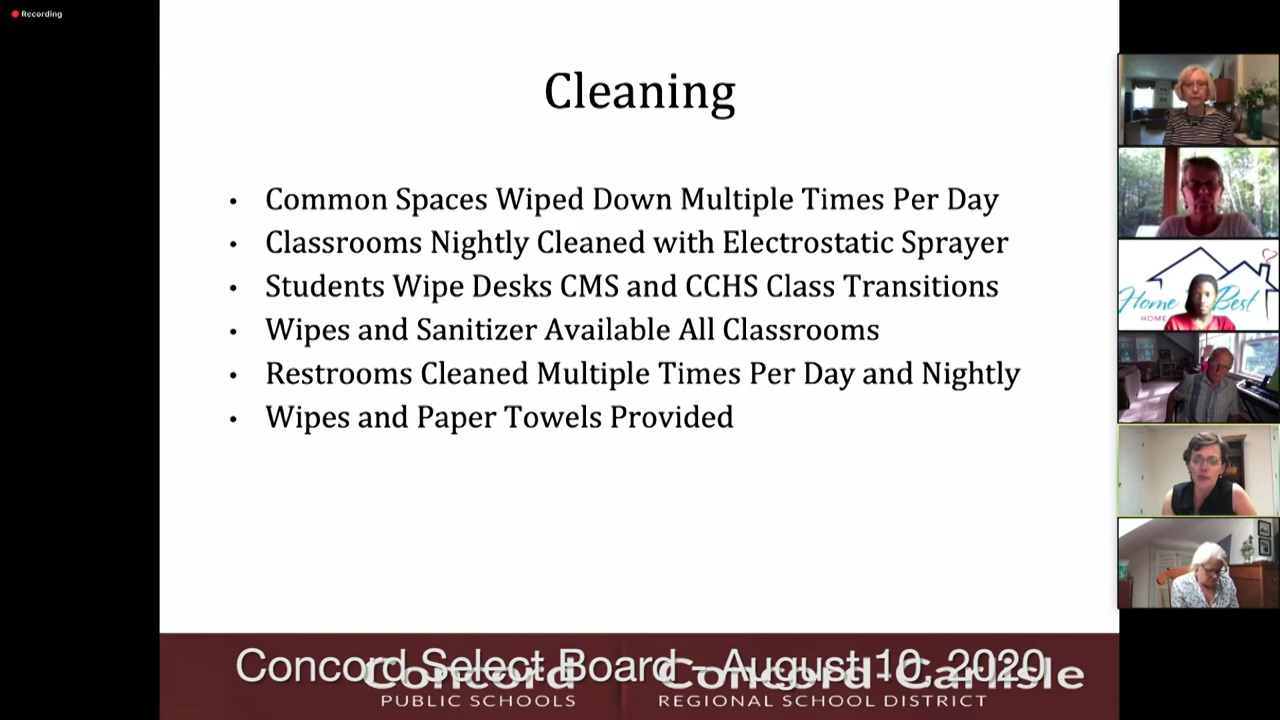 Recording
Cleaning
• Common Spaces Wiped Down Multiple Times Per Day
• Classrooms Nightly Cleaned with Electrostatic Sprayer
• Students Wipe Desks CMS and CCHS Class Transitions
• Wipes and Sanitizer Available All Classrooms
• Restrooms Cleaned Multiple Times Per Day and Nightly
• Wipes and Paper Towels Provided
Home Best
HOME
Concord Select Board - August 10, 2020
Concord Concord-Carlisle
PUBLIC SCHOOLS REGIONAL SCHOOL DISTRICT